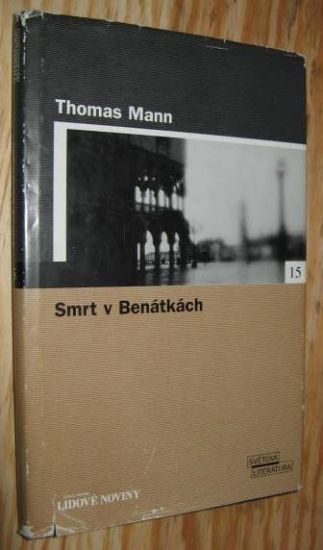 Thomas Mann
15
Smrt v Benátkách
SVĚTOVÁ
LITERATURA
LIDOVÉ NOVINY